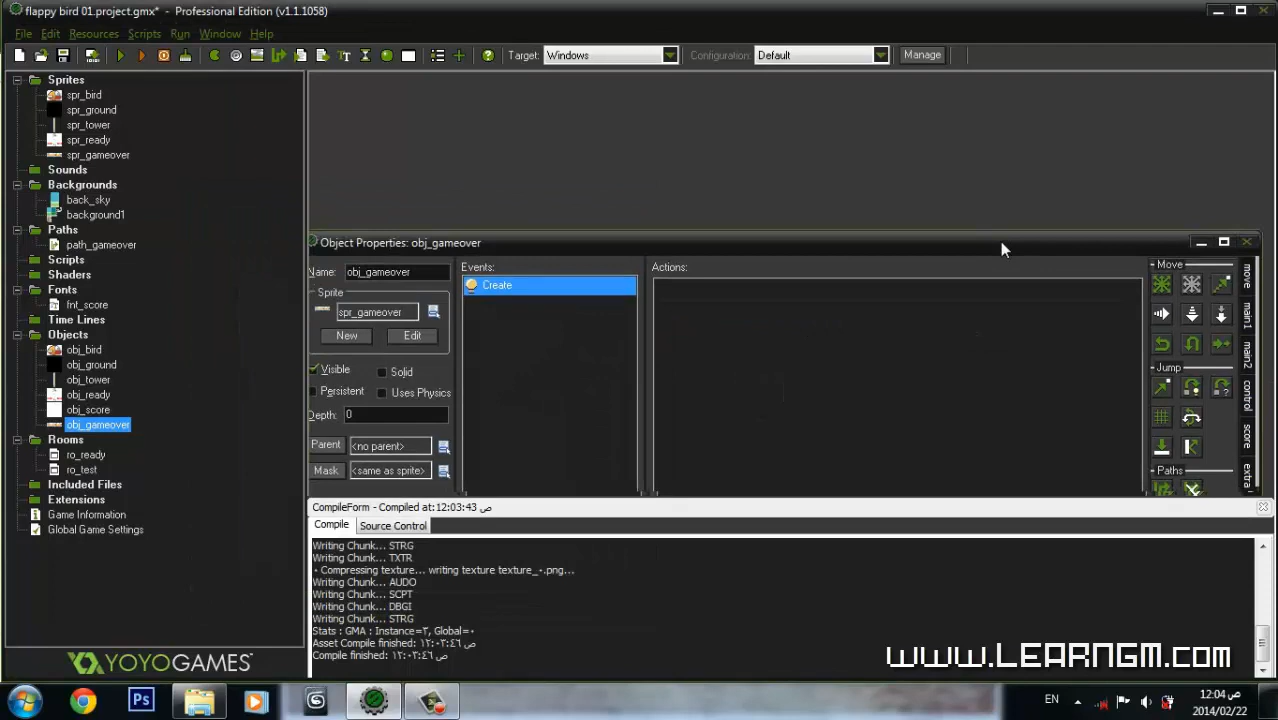 flappy bird 01.project.gmx* - Professional Edition (v1.1.1058)
File Edit Resources Scripts Run Window Help
Target: Windows Configuration: Default Manage
Sprites
spr_bird
spr_ground
spr_tower
spr_ready
spr_gameover
Sounds
Backgrounds
back_sky
background1
Paths
path_gameover
Scripts
Shaders
Fonts
fnt_score
Time Lines
Objects
obj_bird
obj_ground
obj_tower
obj_ready
obj_score
obj_gameover
Rooms
ro_ready
ro_test
Included Files
Extensions
Game Information
Global Game Settings
YOYOGAMES
Object Properties: obj_gameover
Name: obj_gameover
Sprite
spr_gameover
New Edit
Visible Solid
Persistent Uses Physics
Depth: 0
Parent <no parent>
Mask <same as sprite>
Events:
Create
Actions:
Move
Jump
Paths
move
main1
main2
control
score
extra
CompileForm - Compiled at:12:03:43 ص
Compile Source Control
Writing Chunk... STRG
Writing Chunk... TXTR
٠ Compressing texture... writing texture texture_٠.png...
Writing Chunk... AUDO
Writing Chunk... SCPT
Writing Chunk... DBGI
Writing Chunk... STRG
Stats : GMA : Instance=٣, Global=٠
Asset Compile finished: ١٢:٠٣:٤٦ ص
Compile finished: ١٢:٠٣:٤٦ ص
www.LEARNGM.com
Ps
EN
12:04 ص
2014/02/22